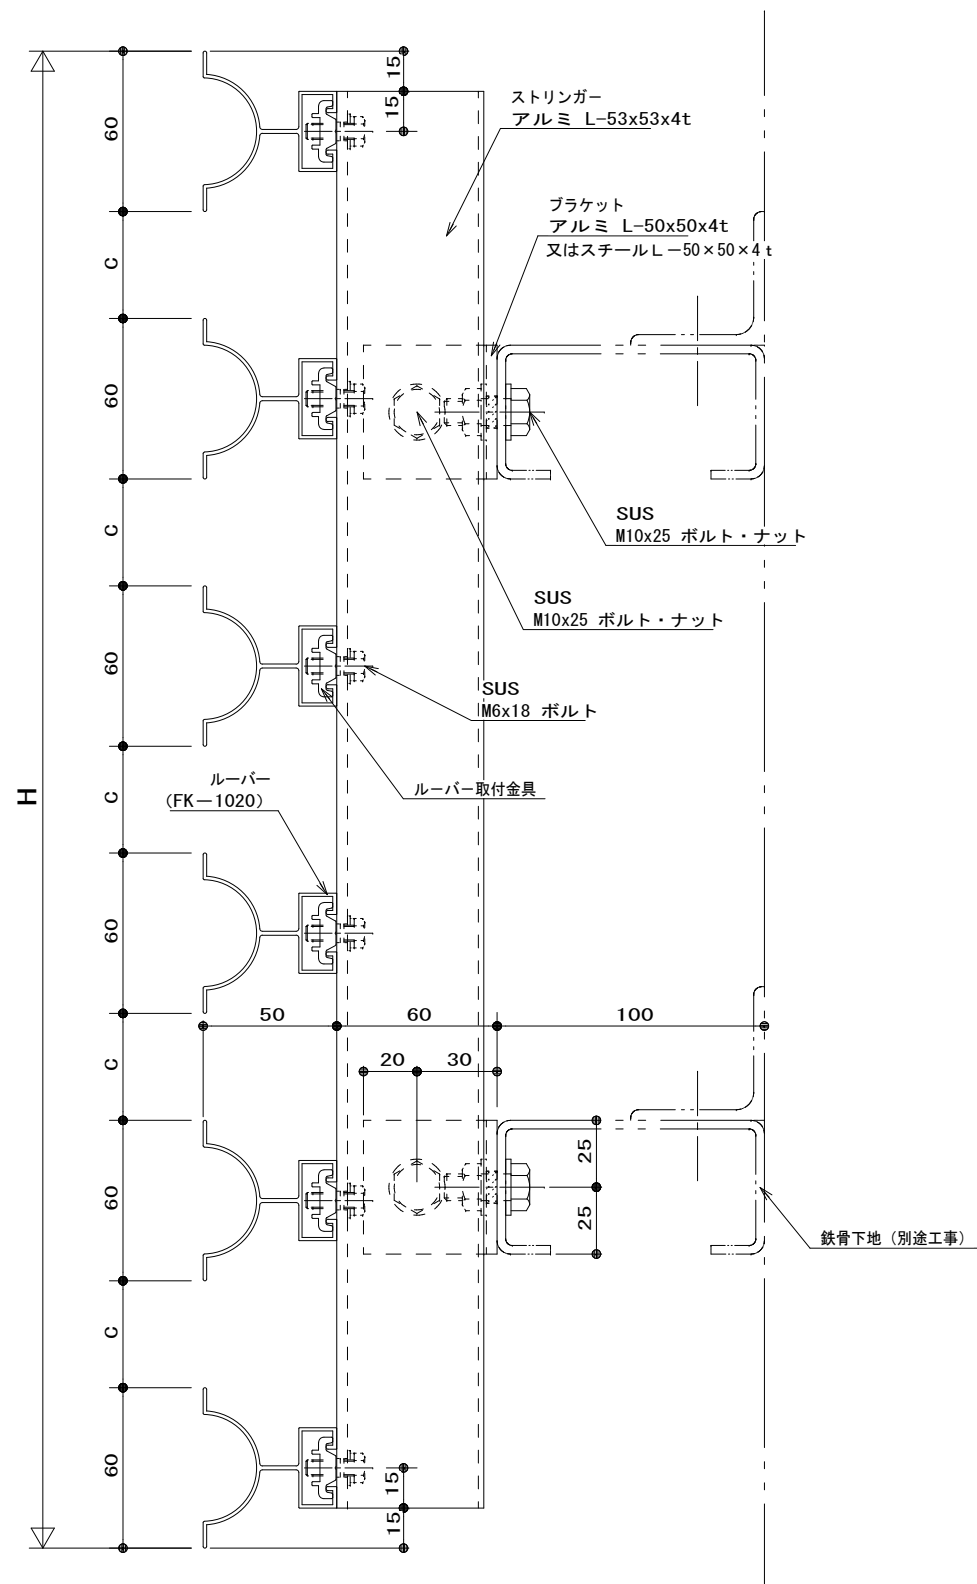 15
15
ストリンガー
アルミ L-53x53x4t
60
ブラケット
アルミ L-50x50x4t
又はスチールL-50×50×4t
C
60
SUS
M10x25 ボルト・ナット
C
SUS
M10x25 ボルト・ナット
60
SUS
M6x18 ボルト
ルーバー
(FK-1020)
ルーバー取付金具
H
C
60
50
60
100
C
20
30
25
25
60
鉄骨下地（別途工事）
C
60
15
15